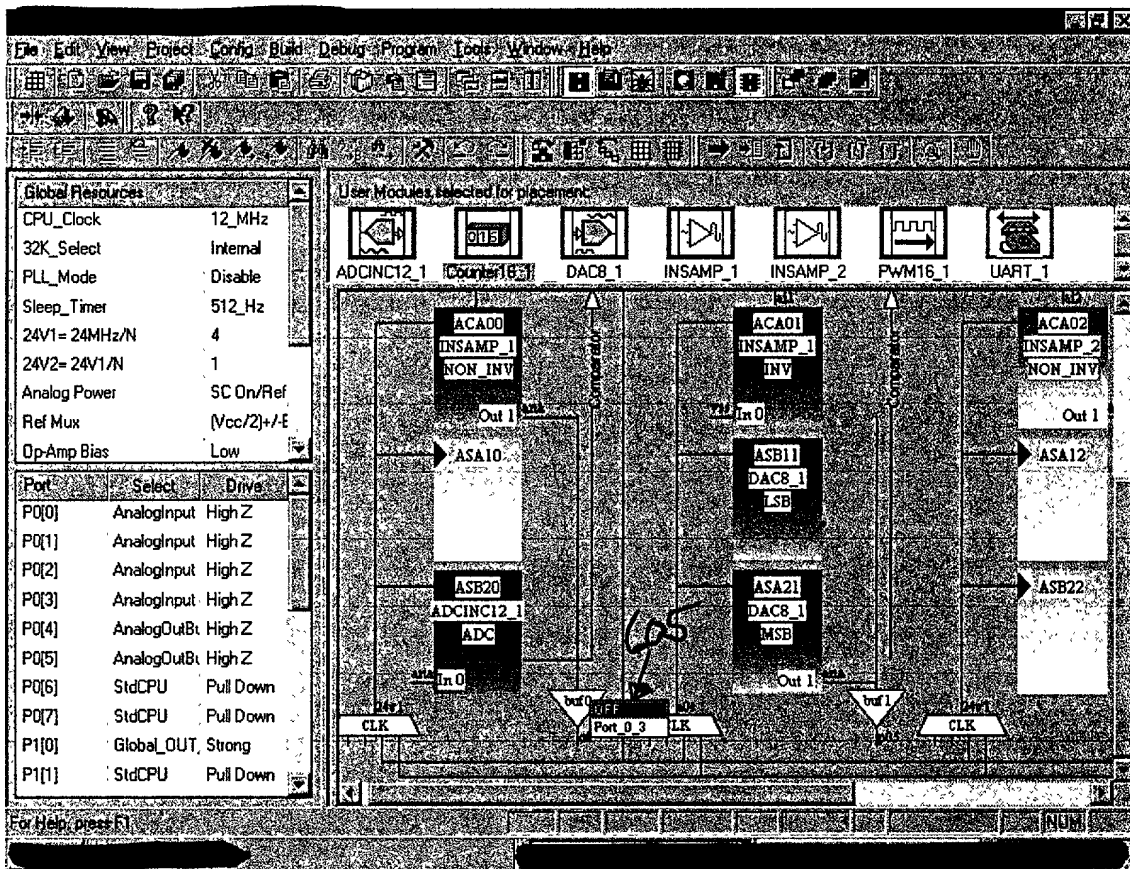 File Edit View Project Config Build Debug Program Tools Window Help
Global Resources
CPU_Clock 12_MHz
32K_Select Internal
PLL_Mode Disable
Sleep_Timer 512_Hz
24V1= 24MHz/N 4
24V2= 24V1/N 1
Analog Power SC On/Ref
Ref Mux (Vcc/2)+/-E
Op-Amp Bias Low
Port Select Drive
P0[0] AnalogInput High Z
P0[1] AnalogInput High Z
P0[2] AnalogInput High Z
P0[3] AnalogInput High Z
P0[4] AnalogOutBu High Z
P0[5] AnalogOutBu High Z
P0[6] StdCPU Pull Down
P0[7] StdCPU Pull Down
P1[0] Global_OUT_ Strong
P1[1] StdCPU Pull Down
User Modules selected for placement
ADCINC12_1 Counter16_1 DAC8_1 INSAMP_1 INSAMP_2 PWM16_1 UART_1
ACA00
INSAMP_1
NON_INV
Out 1
Comparator
ACA01
INSAMP_1
INV
In 0
Comparator
ACA02
INSAMP_2
NON_INV
Out 1
ASA10
ASB11
DAC8_1
LSB
ASA12
ASB20
ADCINC12_1
ADC
In 0
ASA21
DAC8_1
MSB
Out 1
ASB22
605
buf0
Port_0_3
buf1
CLK
CLK
For Help, press F1
NUM